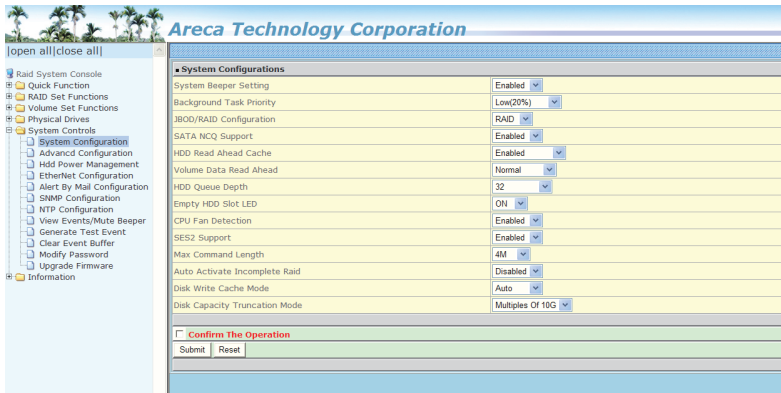 Areca Technology Corporation
|open all|close all|
Raid System Console
Quick Function
RAID Set Functions
Volume Set Functions
Physical Drives
System Controls
System Configuration
Advancd Configuration
Hdd Power Management
EtherNet Configuration
Alert By Mail Configuration
SNMP Configuration
NTP Configuration
View Events/Mute Beeper
Generate Test Event
Clear Event Buffer
Modify Password
Upgrade Firmware
Information
System Configurations
System Beeper Setting Enabled
Background Task Priority Low(20%)
JBOD/RAID Configuration RAID
SATA NCQ Support Enabled
HDD Read Ahead Cache Enabled
Volume Data Read Ahead Normal
HDD Queue Depth 32
Empty HDD Slot LED ON
CPU Fan Detection Enabled
SES2 Support Enabled
Max Command Length 4M
Auto Activate Incomplete Raid Disabled
Disk Write Cache Mode Auto
Disk Capacity Truncation Mode Multiples Of 10G
Confirm The Operation
Submit Reset